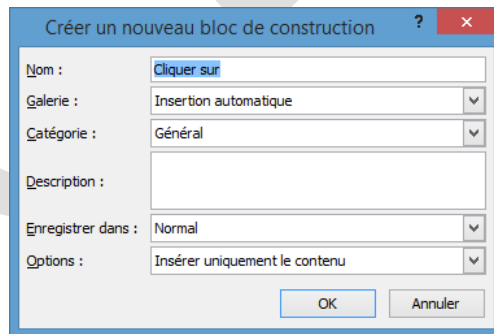 Créer un nouveau bloc de construction ? ×
Nom : Cliquer sur
Galerie : Insertion automatique
Catégorie : Général
Description :
Enregistrer dans : Normal
Options : Insérer uniquement le contenu
OK Annuler